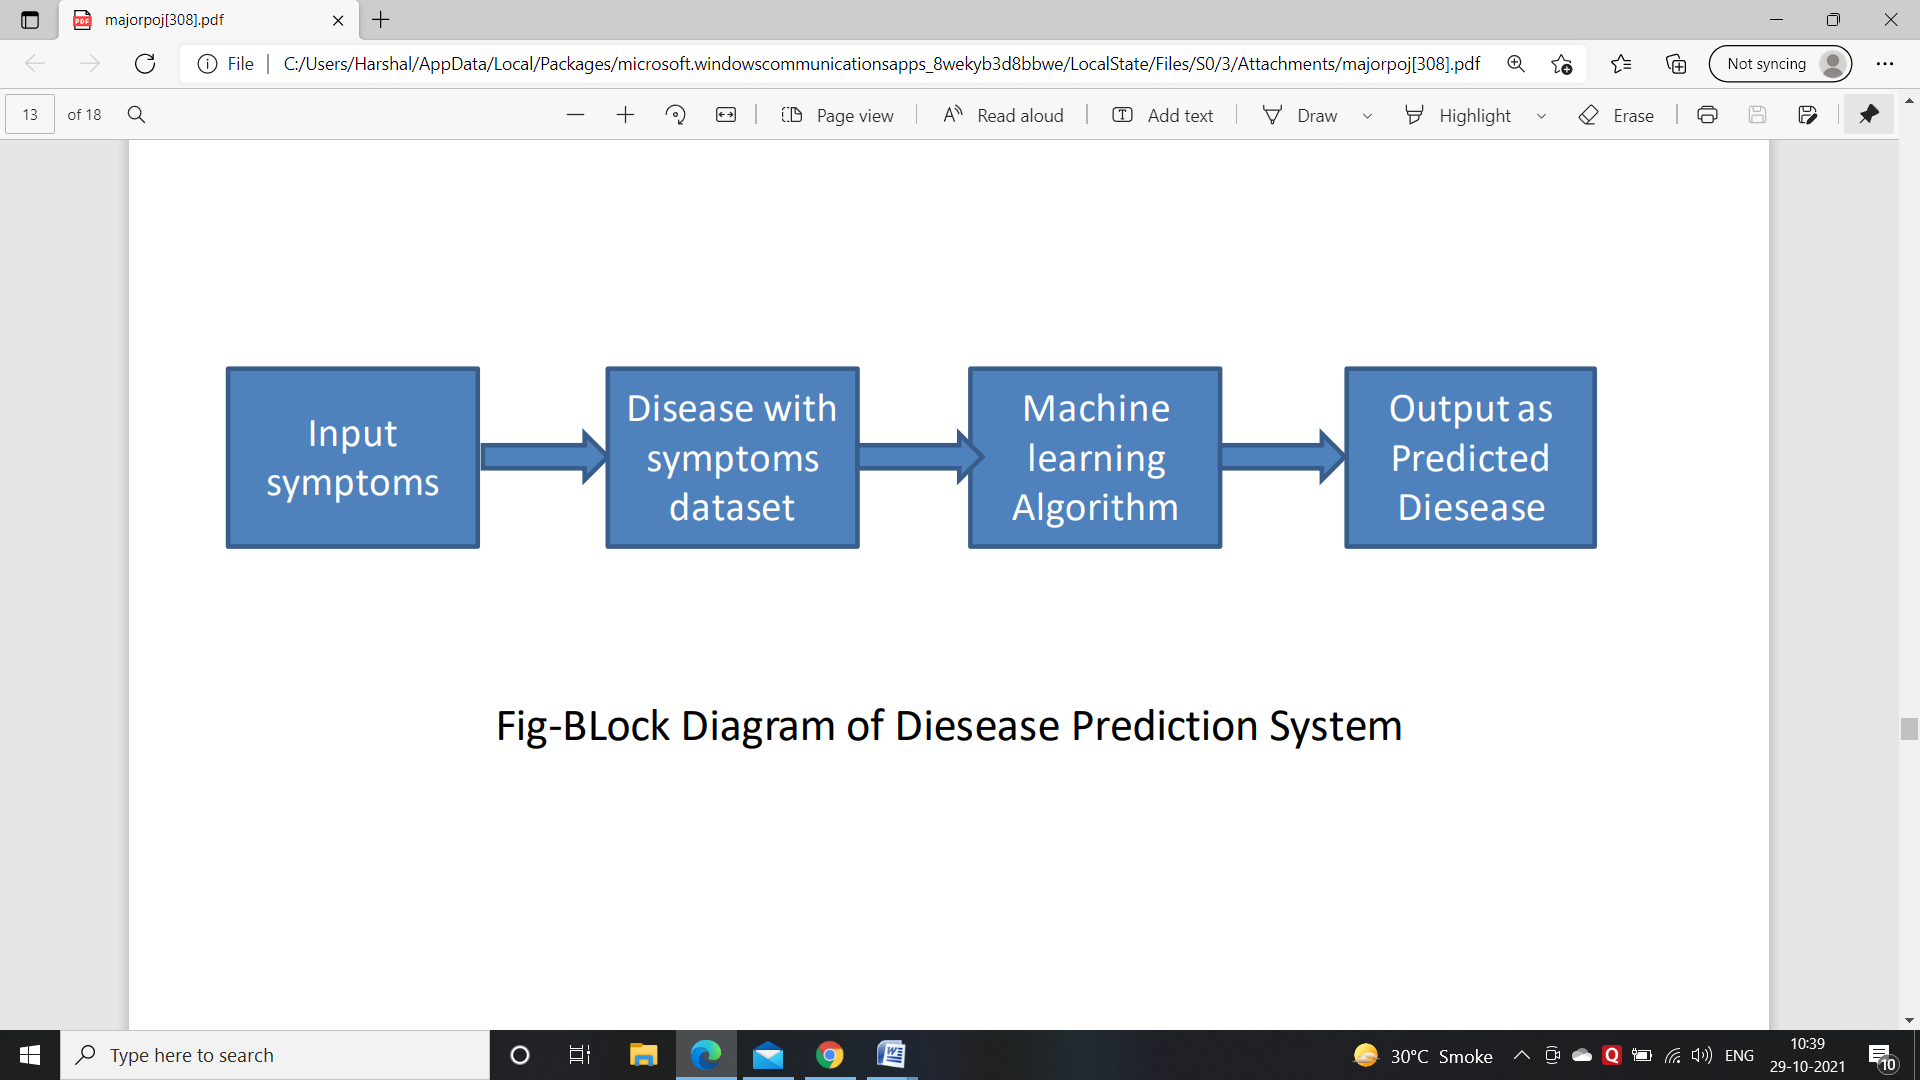 majorpoj[308].pdf
File
C:/Users/Harshal/AppData/Local/Packages/microsoft.windowscommunicationsapps_8wekyb3d8bbwe/LocalState/Files/S0/3/Attachments/majorpoj[308].pdf
Not syncing
13 of 18
Page view
Read aloud
Add text
Draw
Highlight
Erase
Input
symptoms
Disease with
symptoms
dataset
Machine
learning
Algorithm
Output as
Predicted
Diesease
Fig-BLock Diagram of Diesease Prediction System
Type here to search
30°C Smoke
ENG
10:39
29-10-2021
10